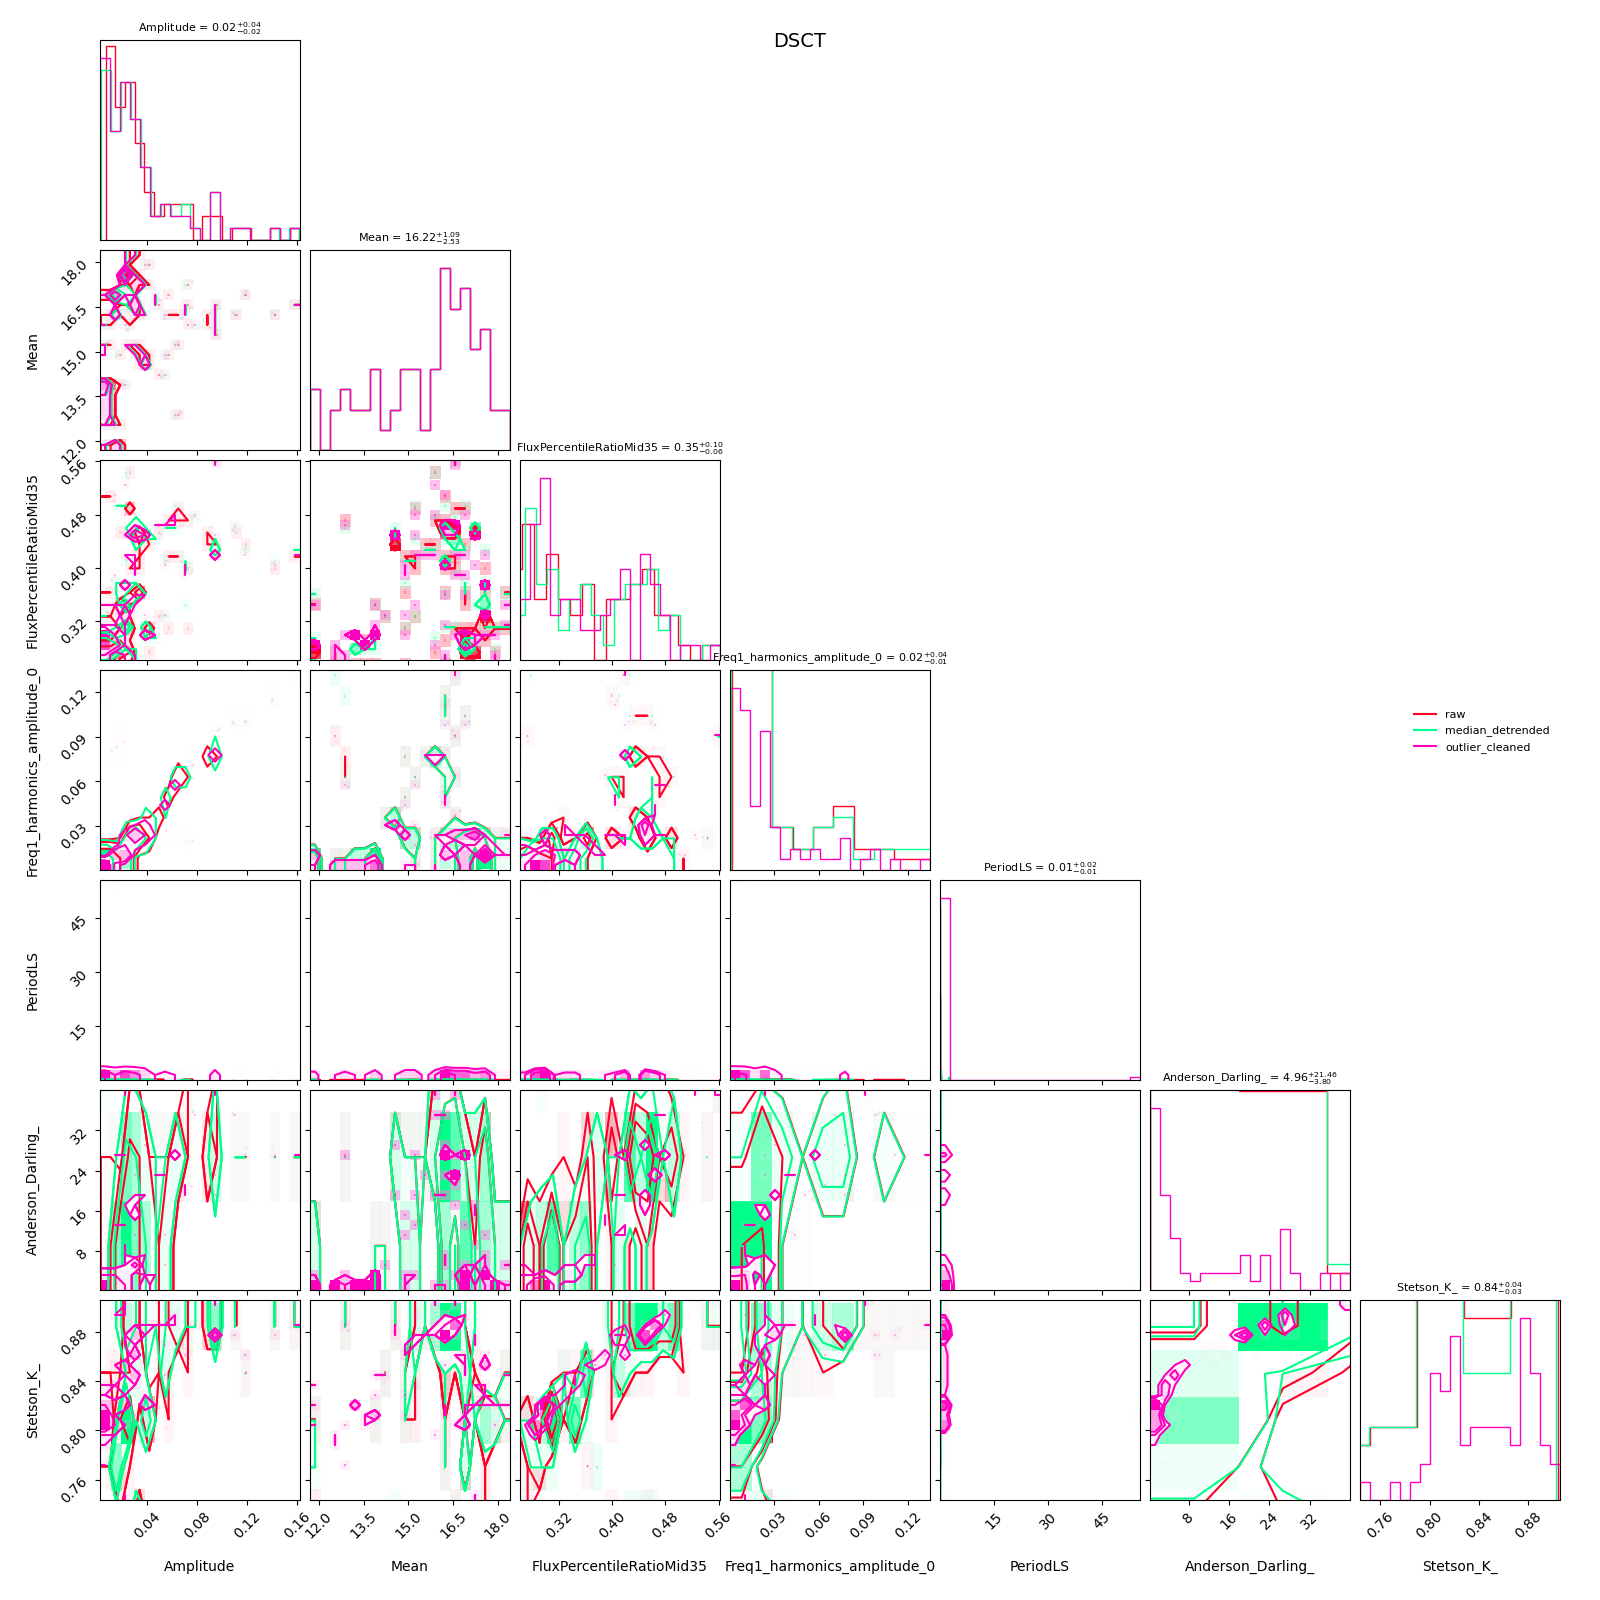 DSCT
Amplitude = 0.02+0.04−0.02
Mean = 16.22+1.09−2.53
18.0
16.5
15.0
13.5
12.0
Mean
FluxPercentileRatioMid35 = 0.35+0.10−0.06
0.56
0.48
0.40
0.32
FluxPercentileRatioMid35
Freq1_harmonics_amplitude_0 = 0.02+0.04−0.01
0.12
0.09
0.06
0.03
Freq1_harmonics_amplitude_0
raw
median_detrended
outlier_cleaned
PeriodLS = 0.01+0.02−0.01
45
30
15
PeriodLS
Anderson_Darling_ = 4.96+21.46−3.80
32
24
16
8
Anderson_Darling_
Stetson_K_ = 0.84+0.04−0.03
0.88
0.84
0.80
0.76
Stetson_K_
0.04 0.08 0.12 0.16 12.0 13.5 15.0 16.5 18.0 0.32 0.40 0.48 0.56 0.03 0.06 0.09 0.12 15 30 45 8 16 24 32 0.76 0.80 0.84 0.88
Amplitude Mean FluxPercentileRatioMid35 Freq1_harmonics_amplitude_0 PeriodLS Anderson_Darling_ Stetson_K_